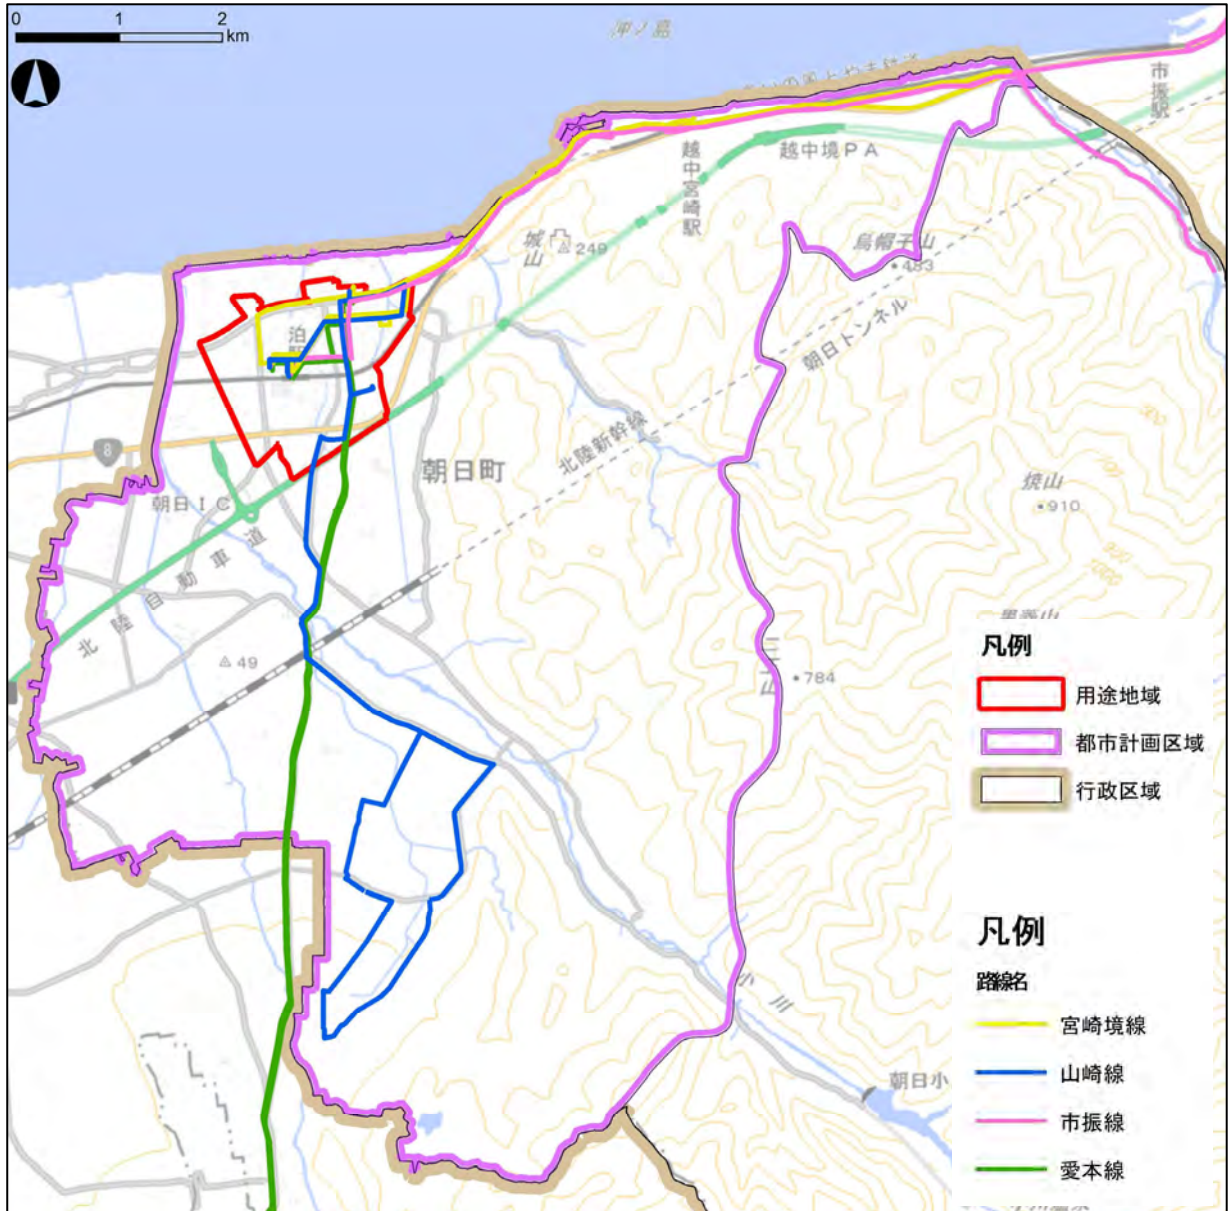 0 1 2
km
沖ノ島
市振駅
越中宮崎駅
越中境PA
城山
249
烏帽子山
483
朝日トンネル
泊駅
北陸新幹線
8
朝日町
朝日IC
焼山
910
北陸自動車道
49
三千山
784
小川
朝日小
凡例
用途地域
都市計画区域
行政区域
凡例
路線名
宮崎境線
山崎線
市振線
愛本線